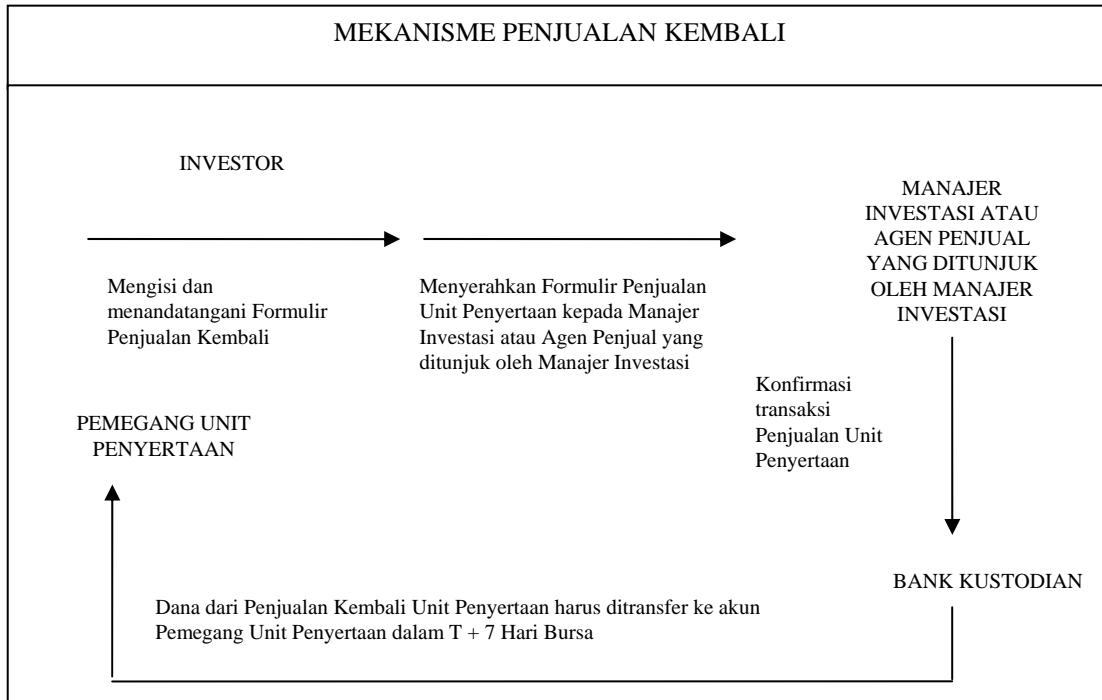 MEKANISME PENJUALAN KEMBALI
INVESTOR
Mengisi dan
menandatangani Formulir
Penjualan Kembali
Menyerahkan Formulir Penjualan
Unit Penyertaan kepada Manajer
Investasi atau Agen Penjual yang
ditunjuk oleh Manajer Investasi
MANAJER
INVESTASI ATAU
AGEN PENJUAL
YANG DITUNJUK
OLEH MANAJER
INVESTASI
Konfirmasi
transaksi
Penjualan Unit
Penyertaan
PEMEGANG UNIT
PENYERTAAN
BANK KUSTODIAN
Dana dari Penjualan Kembali Unit Penyertaan harus ditransfer ke akun
Pemegang Unit Penyertaan dalam T + 7 Hari Bursa